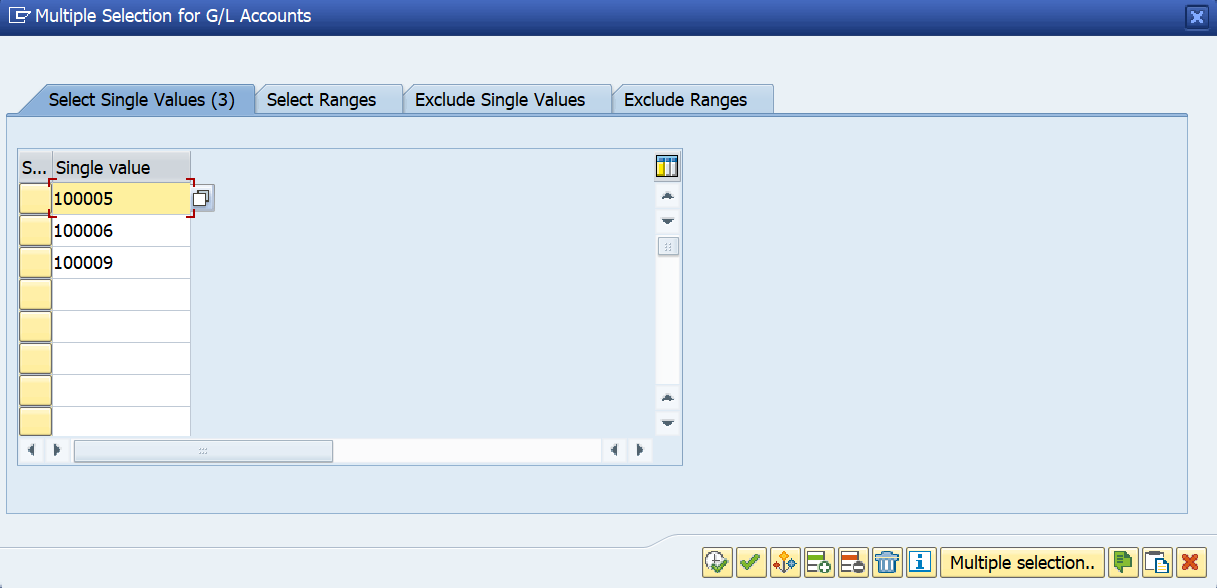 Multiple Selection for G/L Accounts
Select Single Values (3) Select Ranges Exclude Single Values Exclude Ranges
S... Single value
100005
100006
100009
Multiple selection..